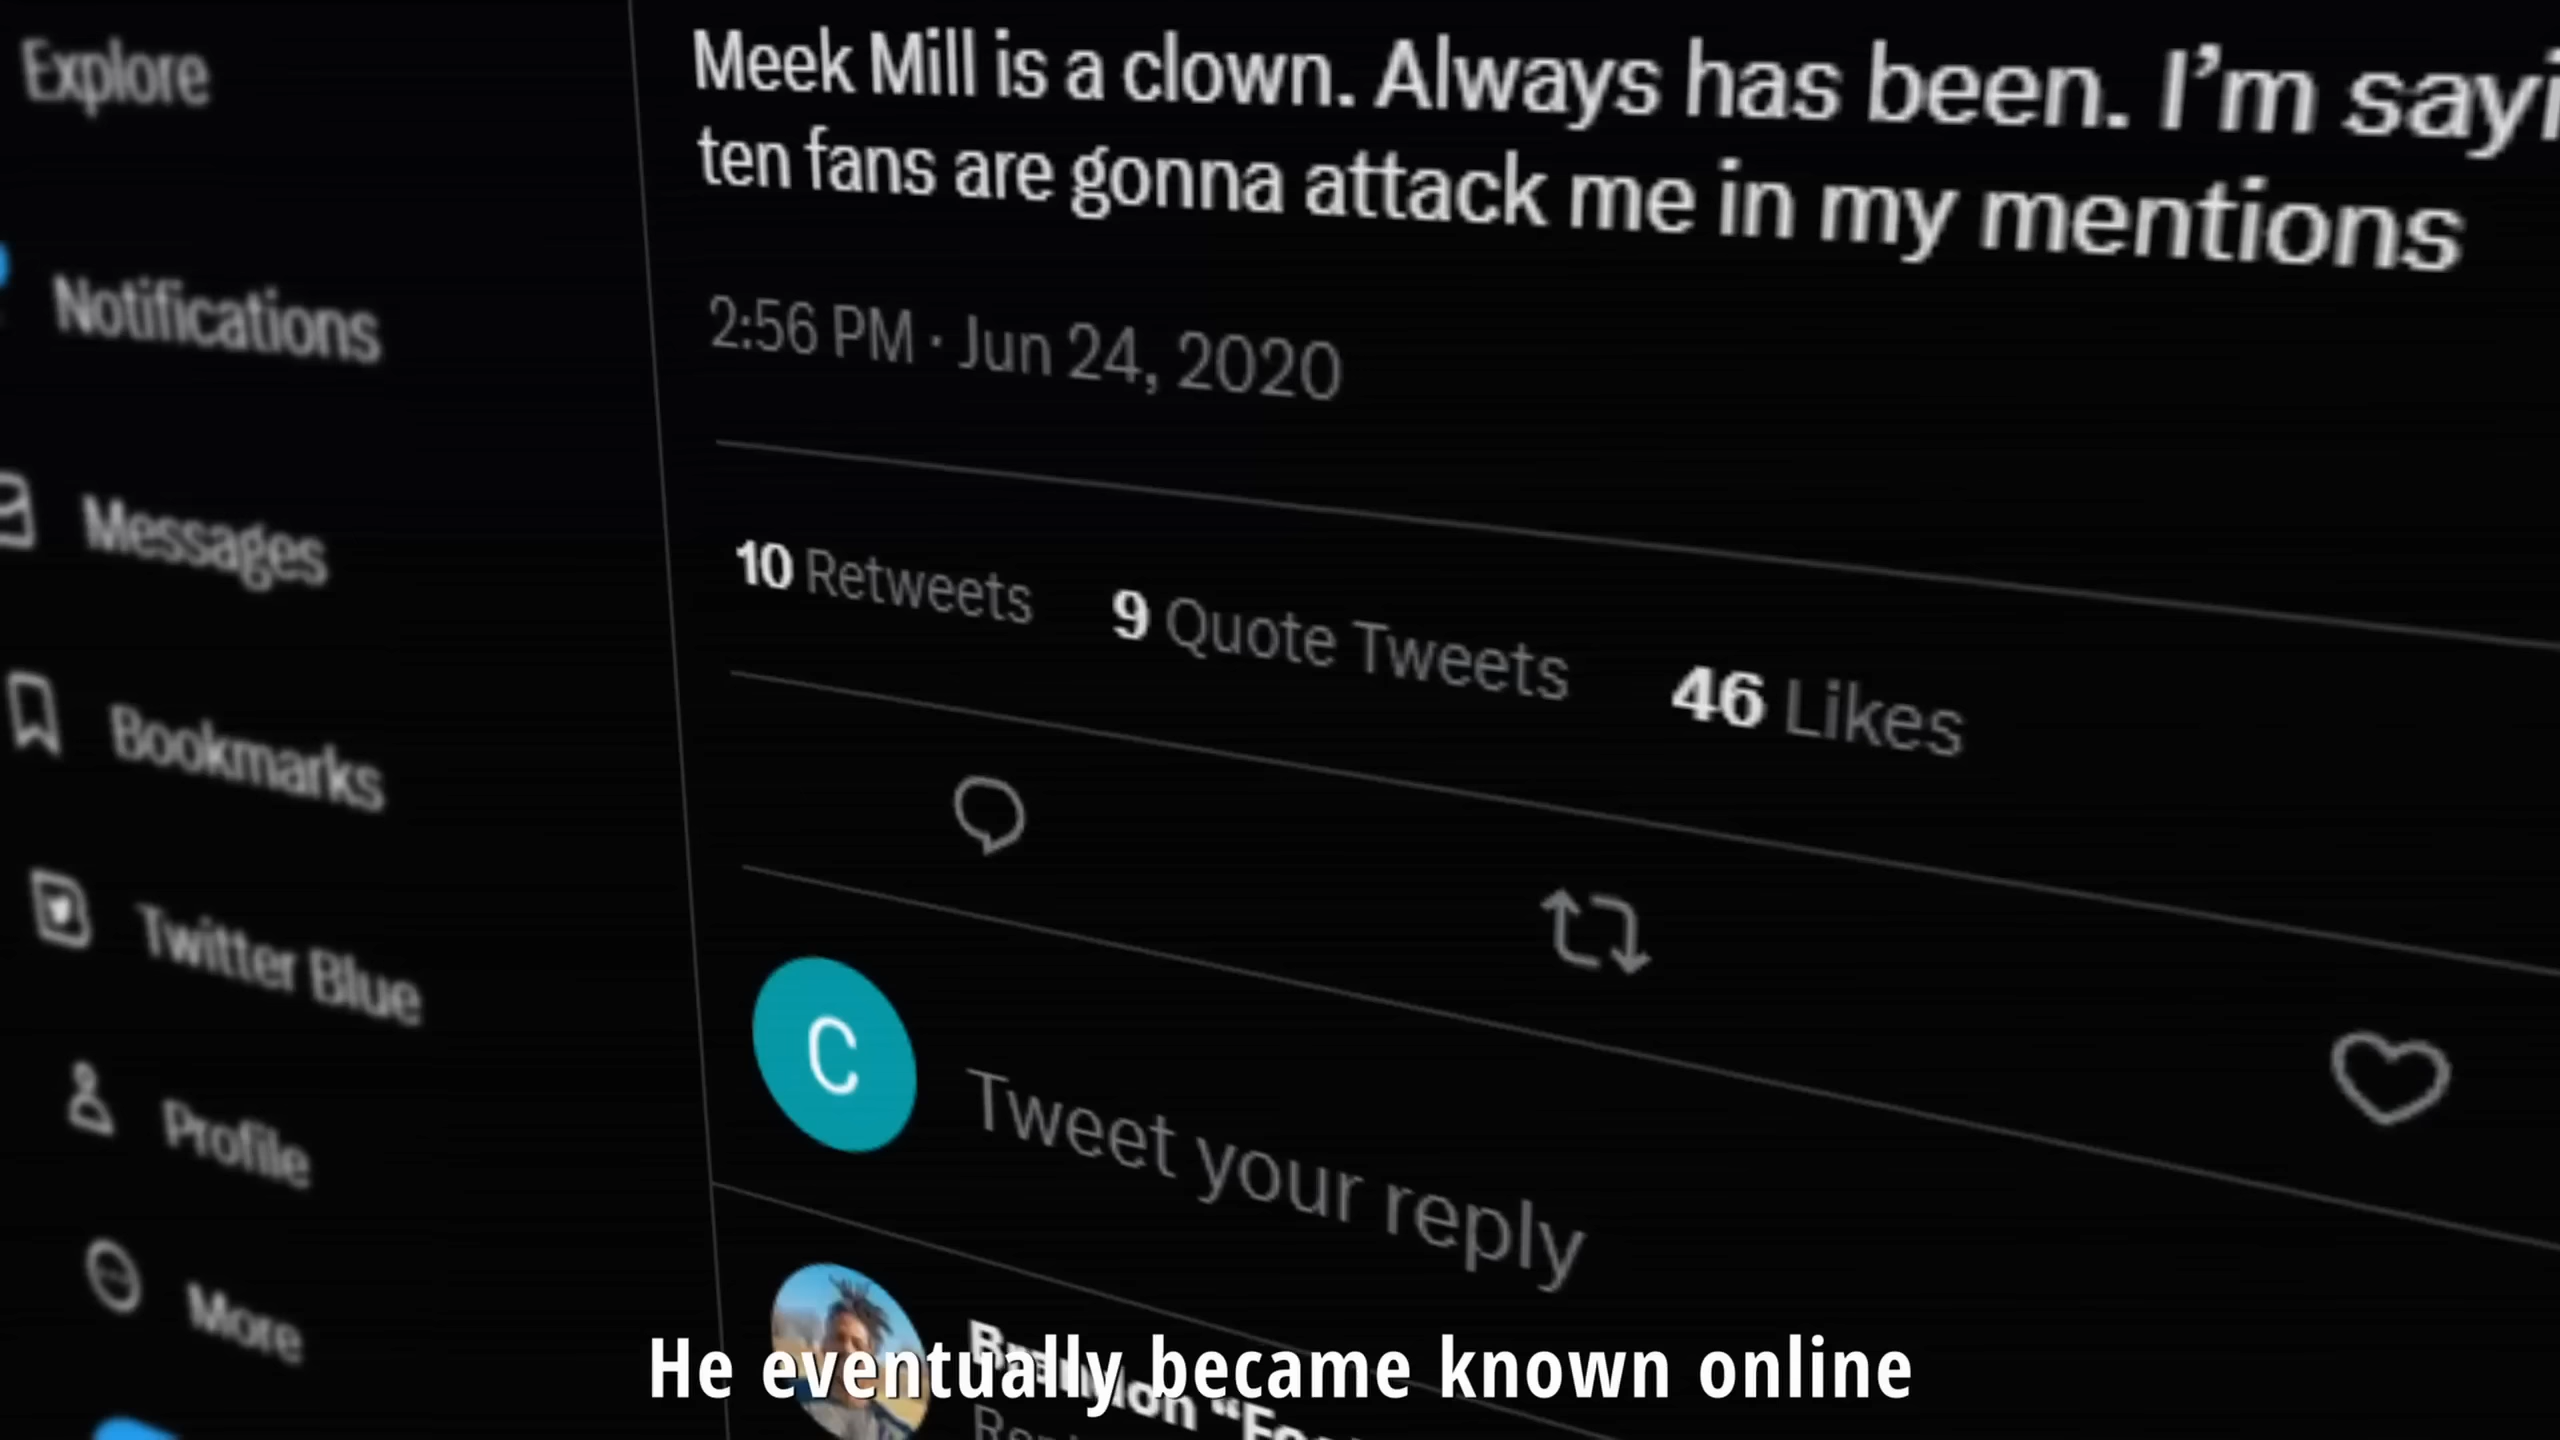 Explore
Notifications
Messages
Bookmarks
Twitter Blue
Profile
More
Meek Mill is a clown. Always has been. I'm sayi
ten fans are gonna attack me in my mentions
2:56 PM · Jun 24, 2020
10 Retweets 9 Quote Tweets 46 Likes
C
Tweet your reply
He eventually became known online